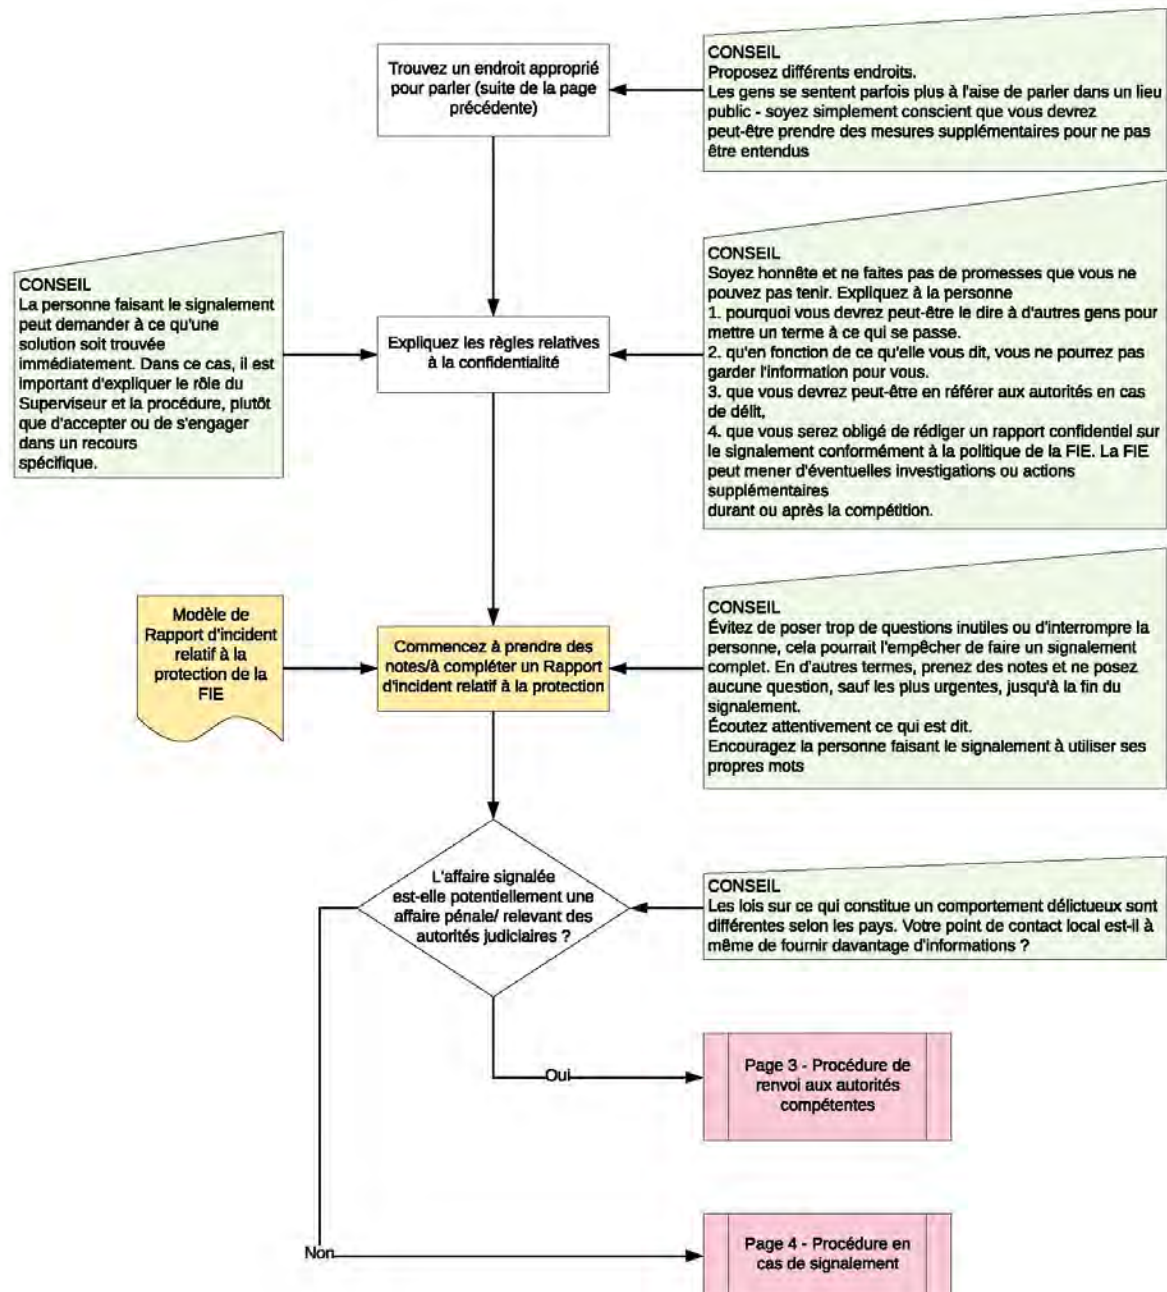 Trouvez un endroit approprié
pour parler (suite de la page
précédente)
CONSEIL
Proposez différents endroits.
Les gens se sentent parfois plus à l'aise de parler dans un lieu
public - soyez simplement conscient que vous devrez
peut-être prendre des mesures supplémentaires pour ne pas
être entendus
CONSEIL
La personne faisant le signalement
peut demander à ce qu'une
solution soit trouvée
immédiatement. Dans ce cas, il est
important d'expliquer le rôle du
Superviseur et la procédure, plutôt
que d'accepter ou de s'engager
dans un recours
spécifique.
Expliquez les règles relatives
à la confidentialité
CONSEIL
Soyez honnête et ne faites pas de promesses que vous ne
pouvez pas tenir. Expliquez à la personne
1. pourquoi vous devrez peut-être le dire à d'autres gens pour
mettre un terme à ce qui se passe.
2. qu'en fonction de ce qu'elle vous dit, vous ne pourrez pas
garder l'information pour vous.
3. que vous devrez peut-être en référer aux autorités en cas
de délit,
4. que vous serez obligé de rédiger un rapport confidentiel sur
le signalement conformément à la politique de la FIE. La FIE
peut mener d'éventuelles investigations ou actions
supplémentaires
durant ou après la compétition.
Modèle de
Rapport d'incident
relatif à la
protection de la
FIE
Commencez à prendre des
notes/à compléter un Rapport
d'incident relatif à la protection
CONSEIL
Évitez de poser trop de questions inutiles ou d'interrompre la
personne, cela pourrait l'empêcher de faire un signalement
complet. En d'autres termes, prenez des notes et ne posez
aucune question, sauf les plus urgentes, jusqu'à la fin du
signalement.
Écoutez attentivement ce qui est dit.
Encouragez la personne faisant le signalement à utiliser ses
propres mots
L'affaire signalée
est-elle potentiellement une
affaire pénale/ relevant des
autorités judiciaires ?
CONSEIL
Les lois sur ce qui constitue un comportement délictueux sont
différentes selon les pays. Votre point de contact local est-il à
même de fournir davantage d'informations ?
Oui
Page 3 - Procédure de
renvoi aux autorités
compétentes
Non
Page 4 - Procédure en
cas de signalement